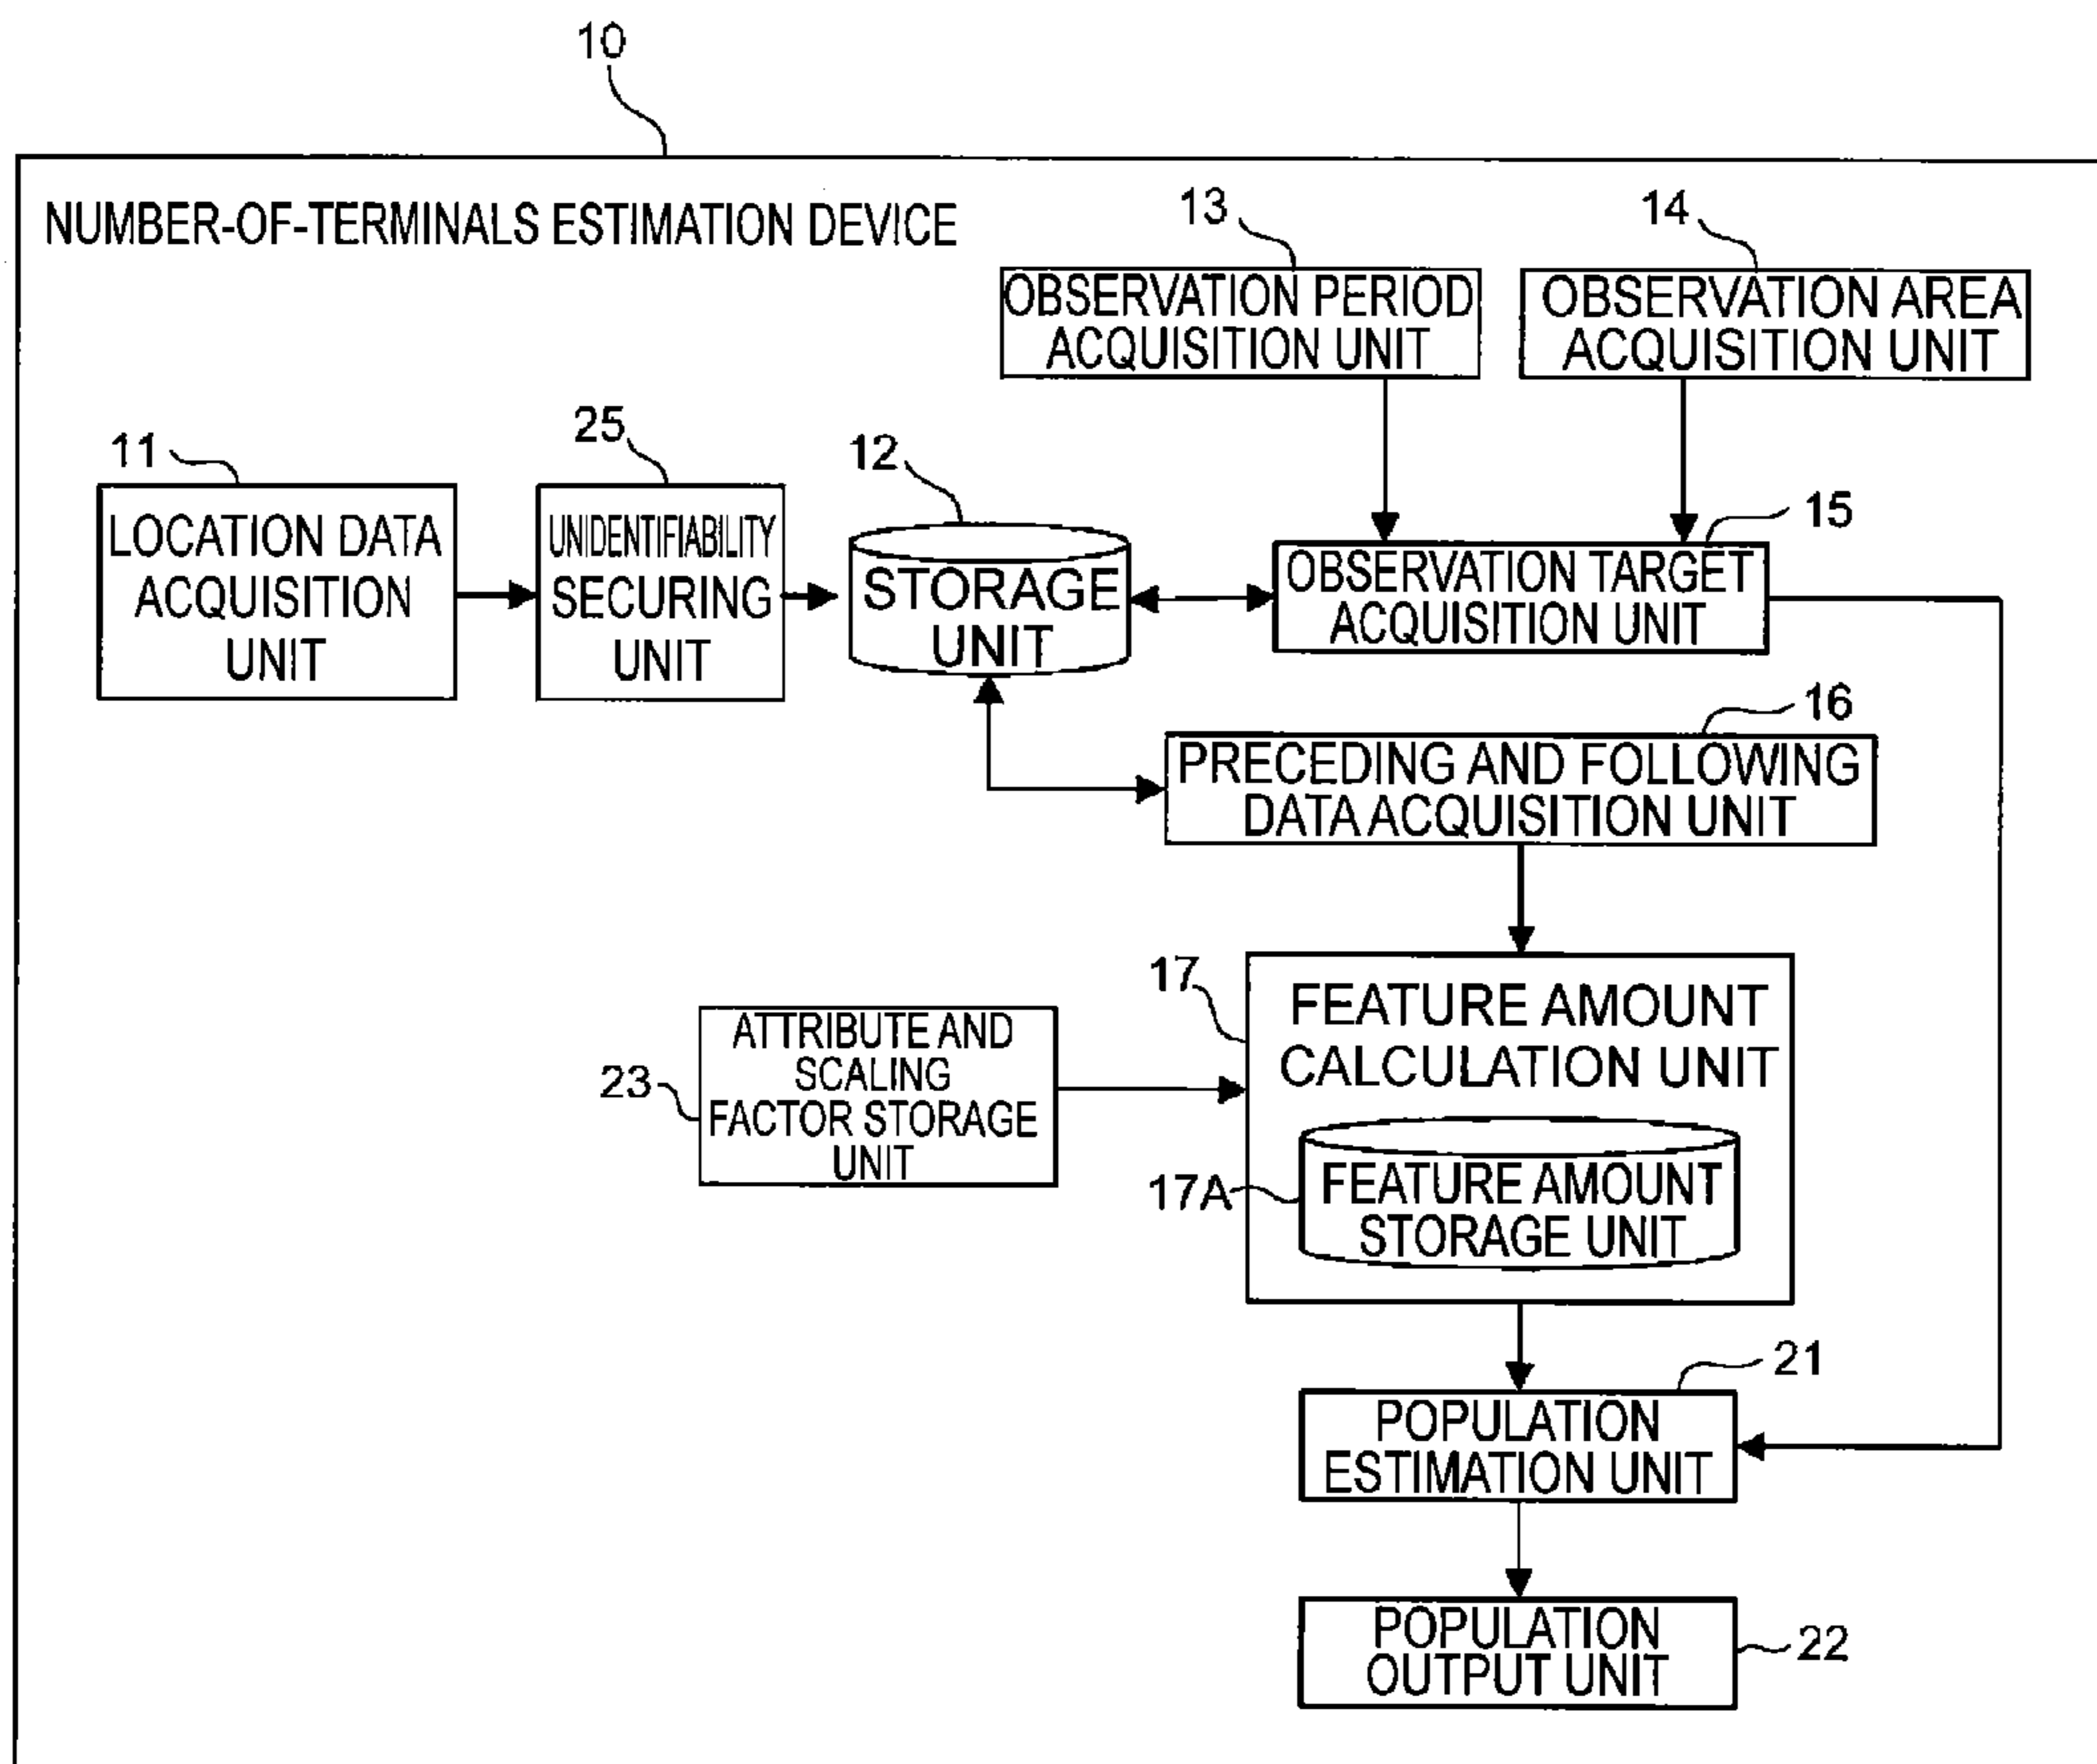 10
NUMBER-OF-TERMINALS ESTIMATION DEVICE
13
14
OBSERVATION PERIOD
ACQUISITION UNIT
OBSERVATION AREA
ACQUISITION UNIT
11
25
12
15
LOCATION DATA
ACQUISITION
UNIT
UNIDENTIFIABILITY
SECURING
UNIT
STORAGE
UNIT
OBSERVATION TARGET
ACQUISITION UNIT
16
PRECEDING AND FOLLOWING
DATA ACQUISITION UNIT
17
FEATURE AMOUNT
CALCULATION UNIT
23
ATTRIBUTE AND
SCALING
FACTOR STORAGE
UNIT
17A
FEATURE AMOUNT
STORAGE UNIT
21
POPULATION
ESTIMATION UNIT
POPULATION
OUTPUT UNIT
22